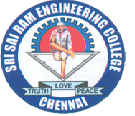 SRI SAI RAM ENGINEERING COLLEGE
TRUTH LOVE PEACE
CHENNAI